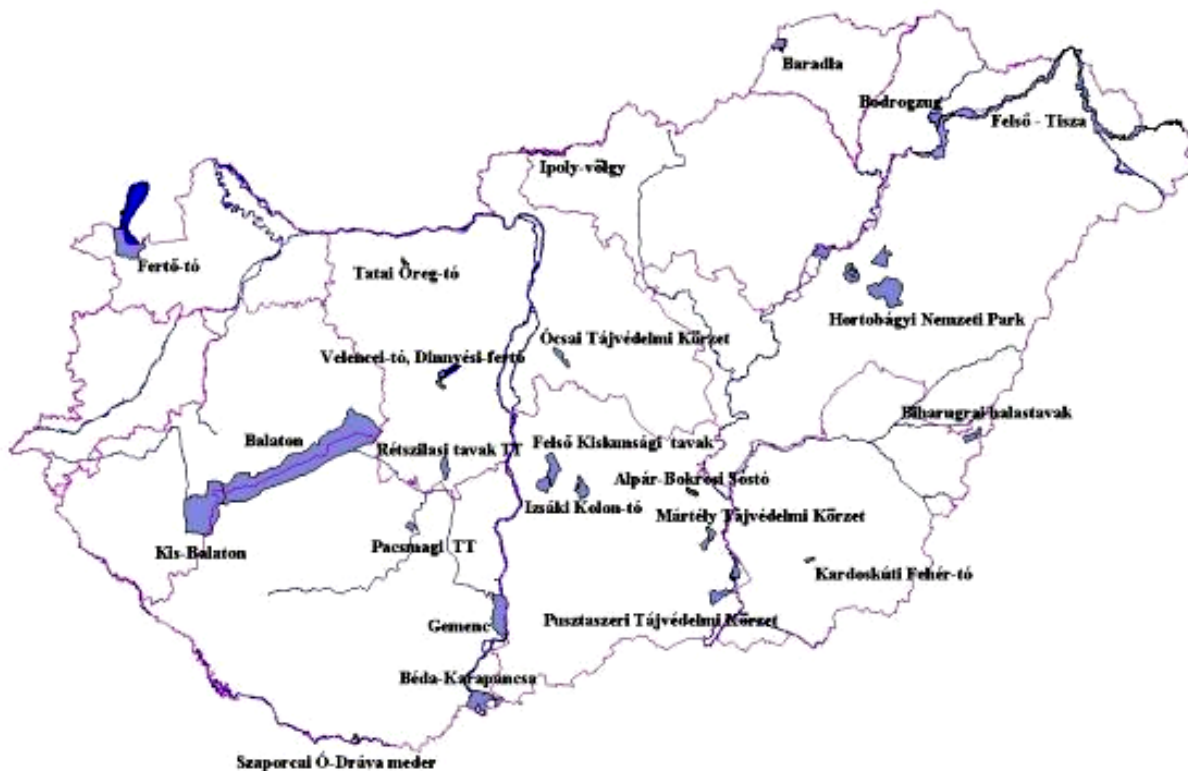 Baradla
Bodrogzug
Felső - Tisza
Ipoly-völgy
Fertő-tó
Tatai Öreg-tó
Hortobágyi Nemzeti Park
Ócsai Tájvédelmi Körzet
Velencei-tó, Dinnyési-fertő
Biharugrai halastavak
Balaton
Rétszilasi tavak TT
Felső Kiskunsági tavak
Alpár-Bokrosi Sóstó
Izsáki Kolon-tó
Mártély Tájvédelmi Körzet
Kis-Balaton
Pacsmagi TT
Kardoskúti Fehér-tó
Gemenc
Pusztaszeri Tájvédelmi Körzet
Béda-Karapancsa
Szaporcai Ó-Dráva meder